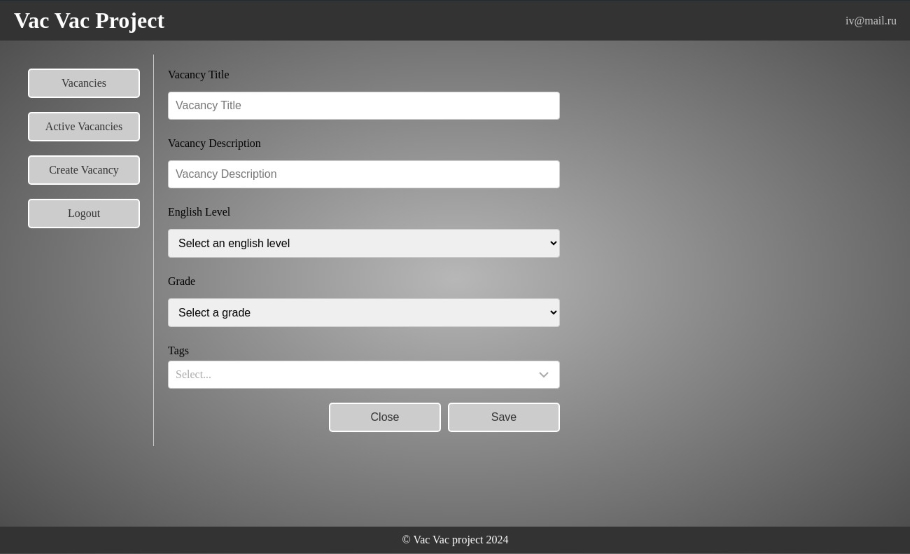 Vac Vac Project
iv@mail.ru
Vacancies
Active Vacancies
Create Vacancy
Logout
Vacancy Title
Vacancy Title
Vacancy Description
Vacancy Description
English Level
Select an english level
Grade
Select a grade
Tags
Select...
Close
Save
© Vac Vac project 2024